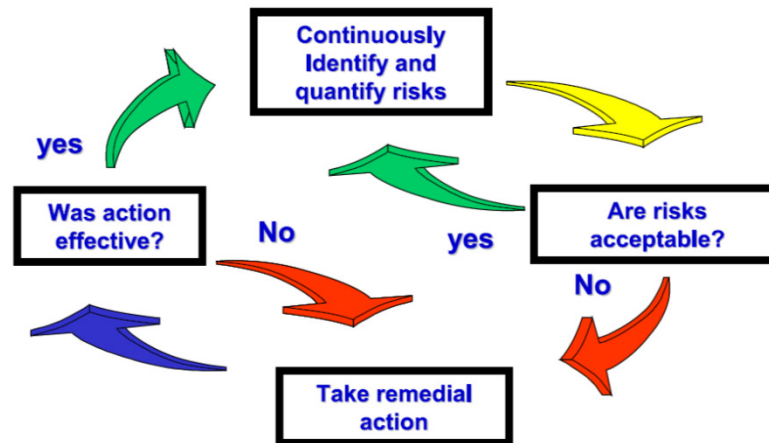 Continuously
Identify and
quantify risks
yes
Was action
effective?
No
yes
Are risks
acceptable?
No
Take remedial
action